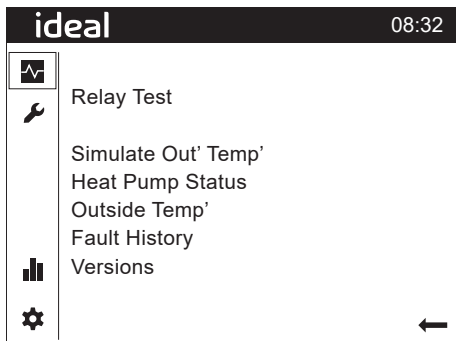 ideal
08:32
Relay Test
Simulate Out’ Temp’
Heat Pump Status
Outside Temp’
Fault History
Versions